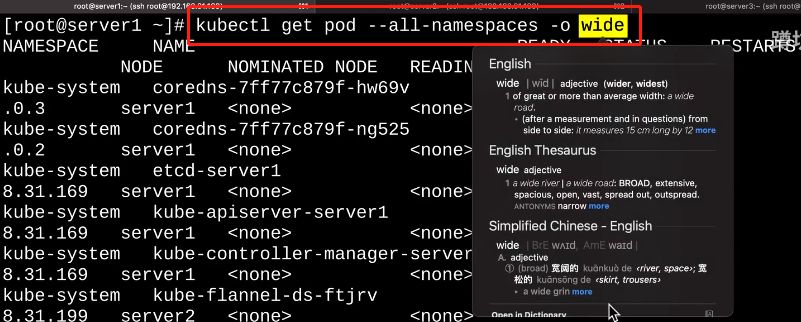 root@server1:~ (ssh root@192.168.31.169)
root@server3:~ (ssh
[root@server1 ~]# kubectl get pod --all-namespaces -o wide
NAMESPACE NAME READY STATUS RESTARTS
NODE NOMINATED NODE READIN
kube-system coredns-7ff77c879f-hw69v
.0.3 server1 <none> <none>
kube-system coredns-7ff77c879f-ng525
.0.2 server1 <none> <none>
kube-system etcd-server1
8.31.169 server1 <none> <none>
kube-system kube-apiserver-server1
8.31.169 server1 <none> <none>
kube-system kube-controller-manager-server
8.31.169 server1 <none> <none>
kube-system kube-flannel-ds-ftjrv
8.31.199 server2 <none> <none>
English
wide | wīd | adjective (wider, widest)
1 of great or more than average width: a wide
road.
• (after a measurement and in questions) from
side to side: it measures 15 cm long by 12 more
English Thesaurus
wide adjective
1 a wide river | a wide road: BROAD, extensive,
spacious, open, vast, spread out, outspread.
ANTONYMS narrow more
Simplified Chinese - English
wide | BrE wʌɪd, AmE waɪd |
A. adjective
① (broad) 宽阔的 kuānkuò de ‹river, space›; 宽
松的 kuānsōng de ‹skirt, trousers›
▸ a wide grin more
Open in Dictionary